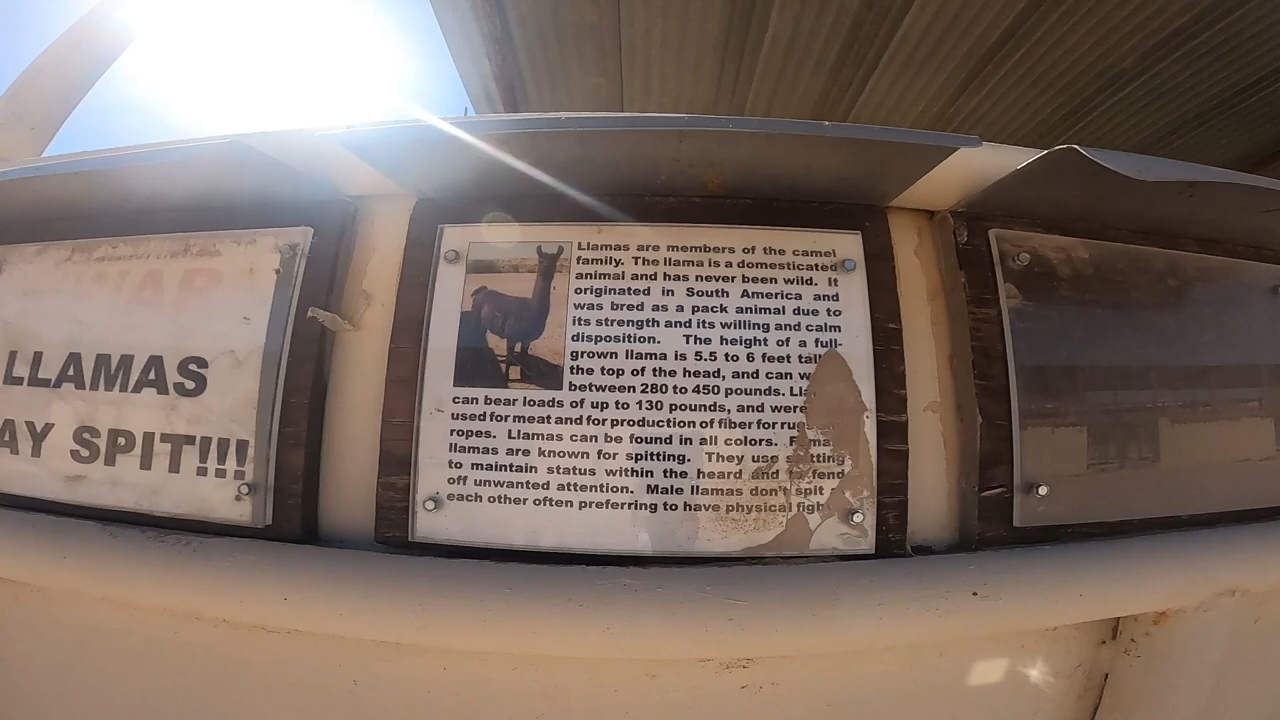 LLAMAS
AY SPIT!!!
Llamas are members of the camel
family. The llama is a domesticated
animal and has never been wild. It
originated in South America and
was bred as a pack animal due to
its strength and its willing and calm
disposition. The height of a full-
grown llama is 5.5 to 6 feet tall
the top of the head, and can
between 280 to 450 pounds.
can bear loads of up to 130 pounds, and were
used for meat and for production of fiber for
ropes. Llamas can be found in all colors.
llamas are known for spitting. They use
to maintain status within the heard and to fend
off unwanted attention. Male llamas don't spit
each other often preferring to have physical